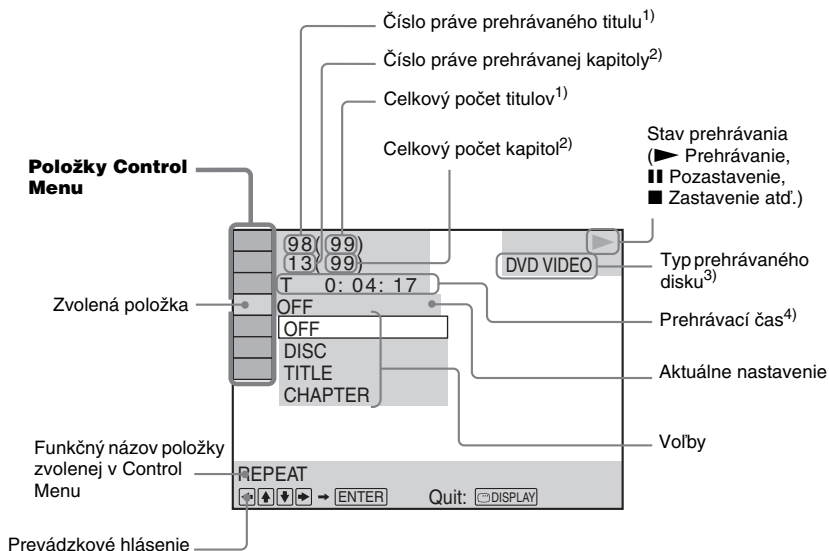 Číslo práve prehrávaného titulu1)
Číslo práve prehrávanej kapitoly2)
Celkový počet titulov1)
Celkový počet kapitol2)
Stav prehrávania
(► Prehrávanie,
II Pozastavenie,
■ Zastavenie atď.)
Položky Control
Menu
98( 99)
13( 99)
DVD VIDEO
Typ prehrávaného
disku3)
T 0: 04: 17
Prehrávací čas4)
Zvolená položka
OFF
OFF
DISC
TITLE
CHAPTER
Aktuálne nastavenie
Voľby
Funkčný názov položky
zvolenej v Control
Menu
REPEAT
ENTER Quit: DISPLAY
Prevádzkové hlásenie